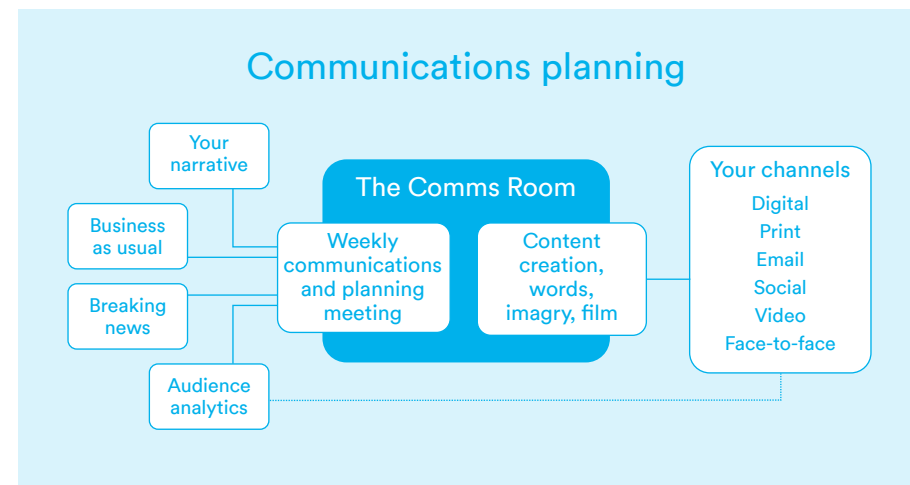 Communications planning
Your
narrative
Business
as usual
Breaking
news
Audience
analytics
The Comms Room
Weekly
communications
and planning
meeting
Content
creation,
words,
imagry, film
Your channels
Digital
Print
Email
Social
Video
Face-to-face